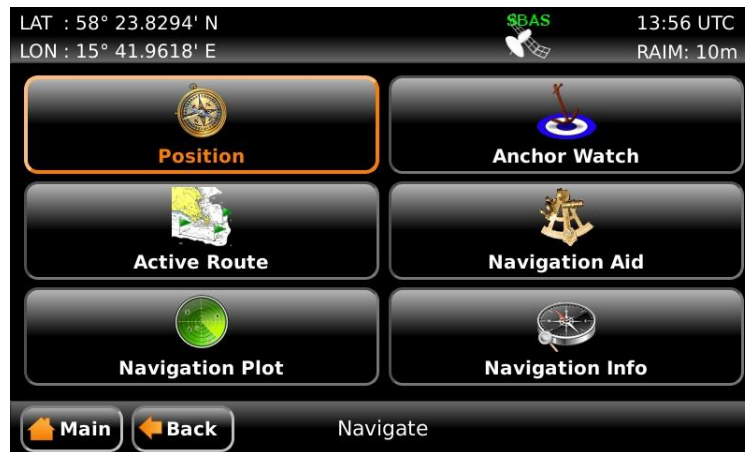 LAT : 58° 23.8294' N SBAS 13:56 UTC
LON : 15° 41.9618' E RAIM: 10m
Position Anchor Watch
Active Route Navigation Aid
Navigation Plot Navigation Info
Main Back Navigate